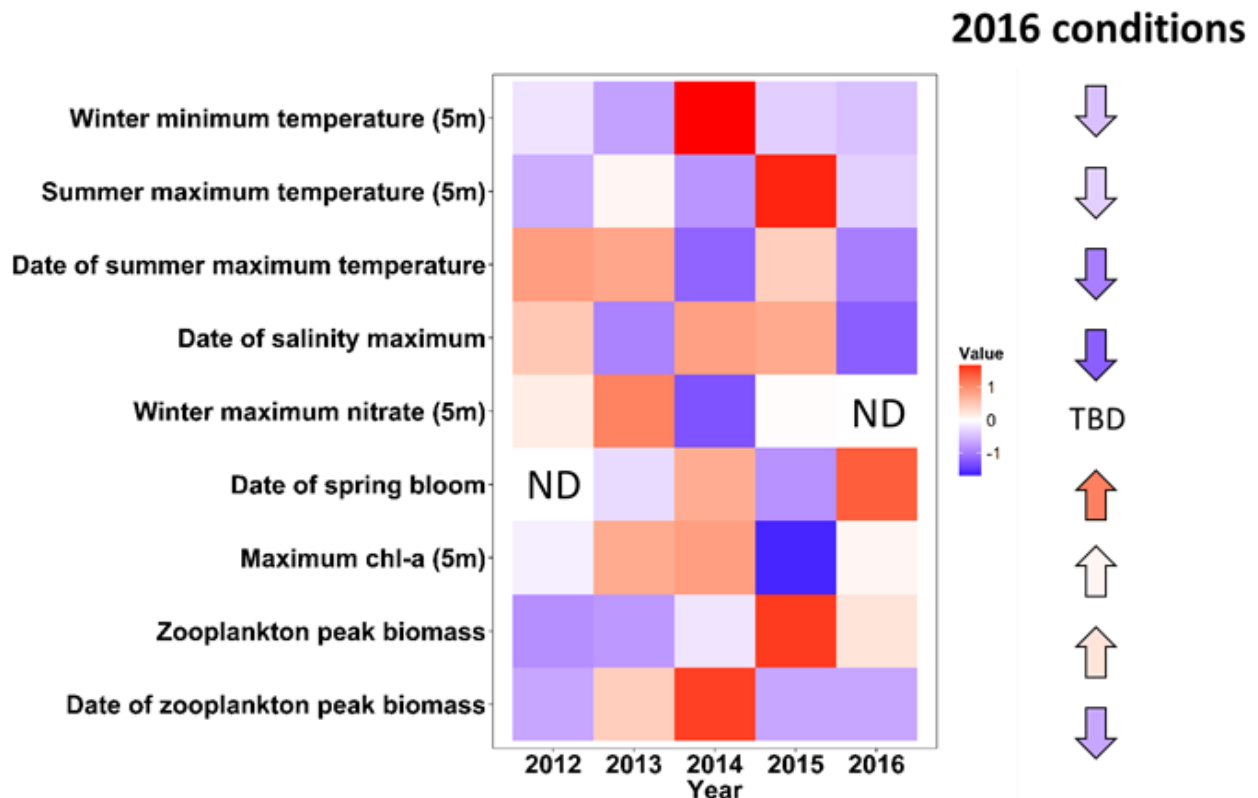 2016 conditions
Winter minimum temperature (5m)
Summer maximum temperature (5m)
Date of summer maximum temperature
Date of salinity maximum
Winter maximum nitrate (5m)
ND
TBD
Date of spring bloom
ND
Maximum chl-a (5m)
Zooplankton peak biomass
Date of zooplankton peak biomass
Value
1
0
-1
2012 2013 2014 2015 2016
Year